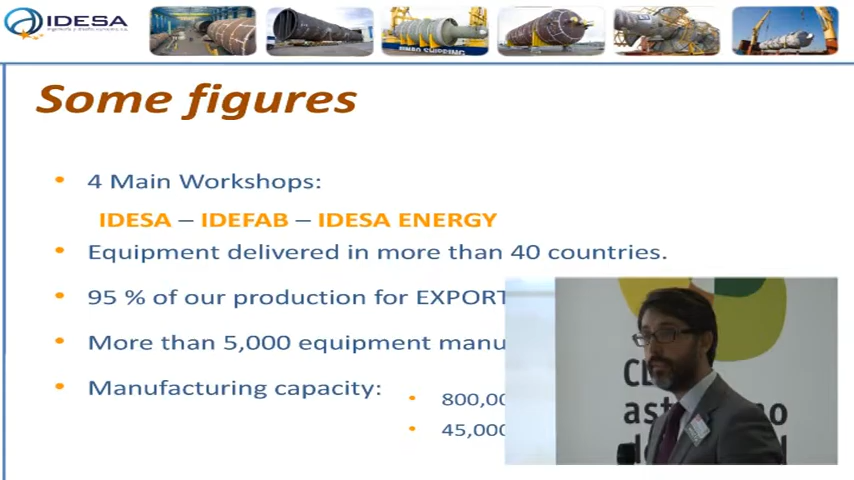 IDESA
Some figures
• 4 Main Workshops:
IDESA – IDEFAB – IDESA ENERGY
• Equipment delivered in more than 40 countries.
• 95 % of our production for EXPORT
• More than 5,000 equipment manu
• Manufacturing capacity:
• 800,00
• 45,000